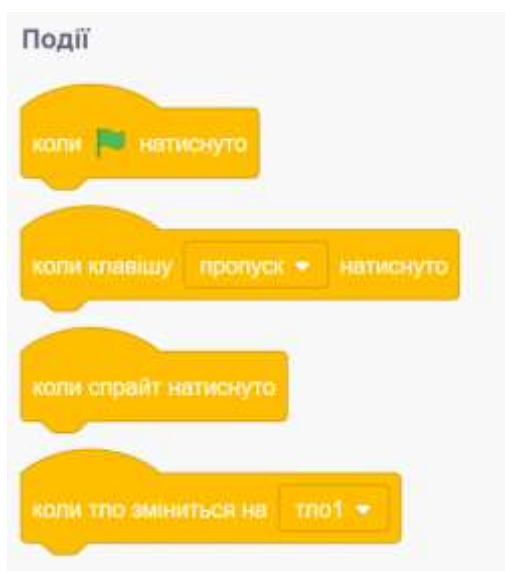 Події
коли натиснуто
коли клавішу пропуск натиснуто
коли спрайт натиснуто
коли тло зміниться на тло1